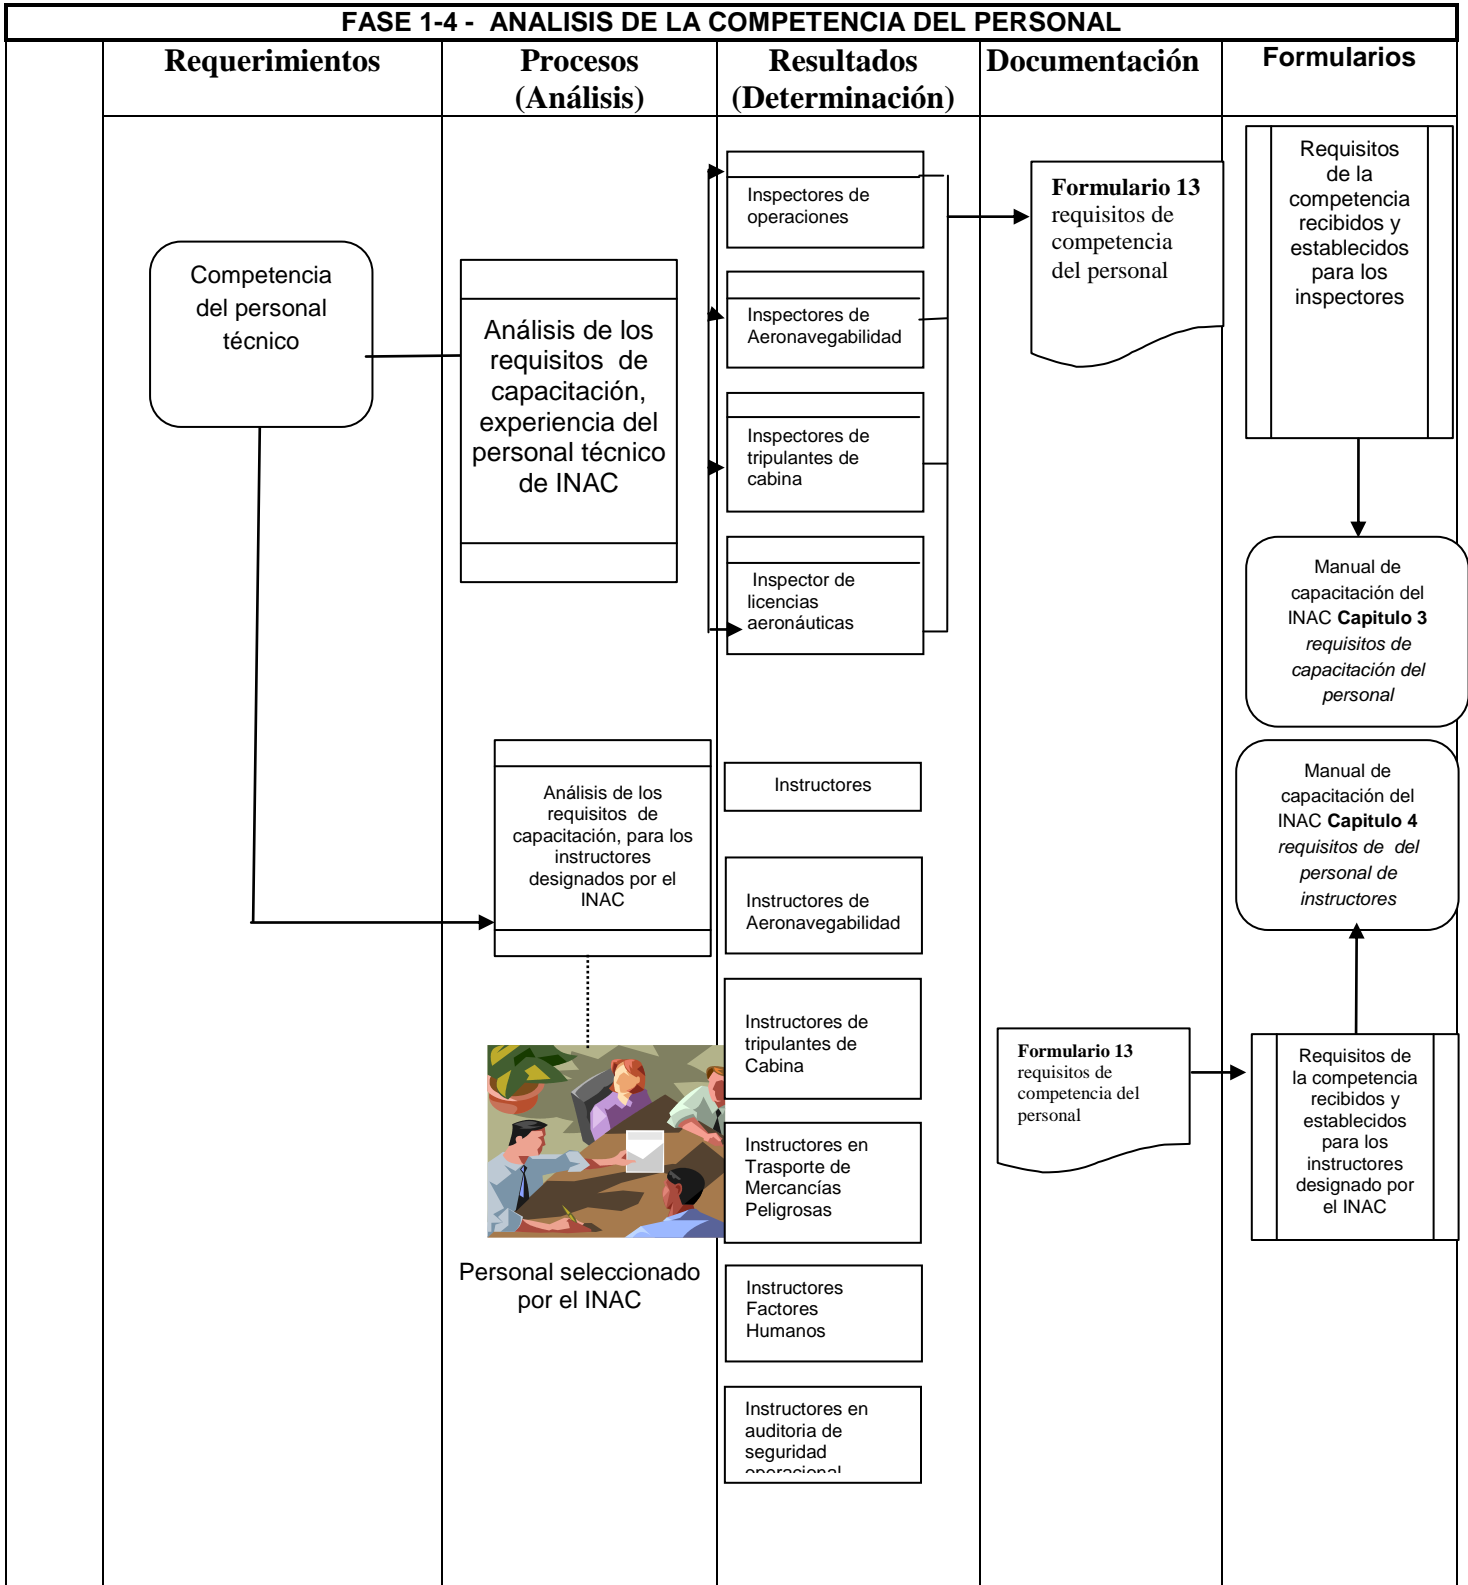 FASE 1-4 - ANALISIS DE LA COMPETENCIA DEL PERSONAL
Requerimientos
Procesos
(Análisis)
Resultados
(Determinación)
Documentación
Formularios
Competencia
del personal
técnico
Análisis de los
requisitos de
capacitación,
experiencia del
personal técnico
de INAC
Inspectores de
operaciones
Inspectores de
Aeronavegabilidad
Inspectores de
tripulantes de
cabina
Inspector de
licencias
aeronáuticas
Formulario 13
requisitos de
competencia
del personal
Requisitos
de la
competencia
recibidos y
establecidos
para los
inspectores
Manual de
capacitación del
INAC Capitulo 3
requisitos de
capacitación del
personal
Análisis de los
requisitos de
capacitación, para los
instructores
designados por el
INAC
Personal seleccionado
por el INAC
Instructores
Instructores de
Aeronavegabilidad
Instructores de
tripulantes de
Cabina
Instructores en
Trasporte de
Mercancías
Peligrosas
Instructores
Factores
Humanos
Instructores en
auditoria de
seguridad
operacional
Formulario 13
requisitos de
competencia del
personal
Manual de
capacitación del
INAC Capitulo 4
requisitos de del
personal de
instructores
Requisitos de
la competencia
recibidos y
establecidos
para los
instructores
designado por
el INAC